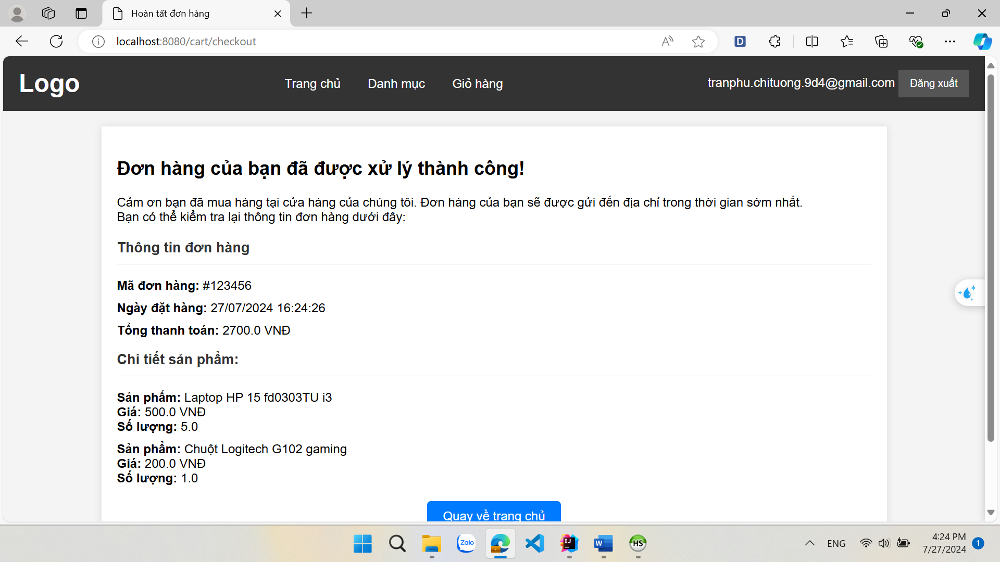 Hoàn tất đơn hàng
localhost:8080/cart/checkout
A
D
Logo
Trang chủ
Danh mục
Giỏ hàng
tranphu.chituong.9d4@gmail.com
Đăng xuất
Đơn hàng của bạn đã được xử lý thành công!
Cảm ơn bạn đã mua hàng tại cửa hàng của chúng tôi. Đơn hàng của bạn sẽ được gửi đến địa chỉ trong thời gian sớm nhất.
Bạn có thể kiểm tra lại thông tin đơn hàng dưới đây:
Thông tin đơn hàng
Mã đơn hàng: #123456
Ngày đặt hàng: 27/07/2024 16:24:26
Tổng thanh toán: 2700.0 VNĐ
Chi tiết sản phẩm:
Sản phẩm: Laptop HP 15 fd0303TU i3
Giá: 500.0 VNĐ
Số lượng: 5.0
Sản phẩm: Chuột Logitech G102 gaming
Giá: 200.0 VNĐ
Số lượng: 1.0
Quay về trang chủ
Zalo
IJ
W
HS
ENG
4:24 PM
7/27/2024
1